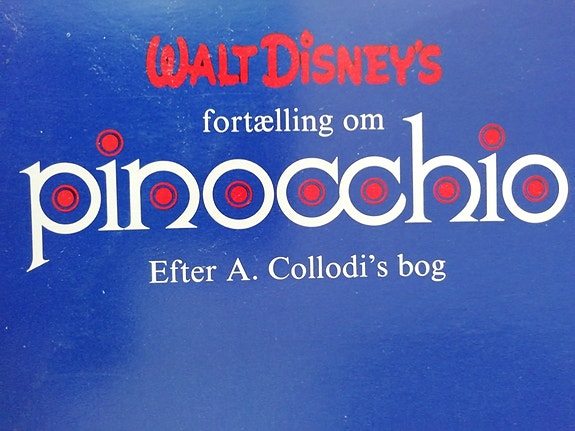 WALT DISNEY'S
fortælling om
pinocchio
Efter A. Collodi's bog